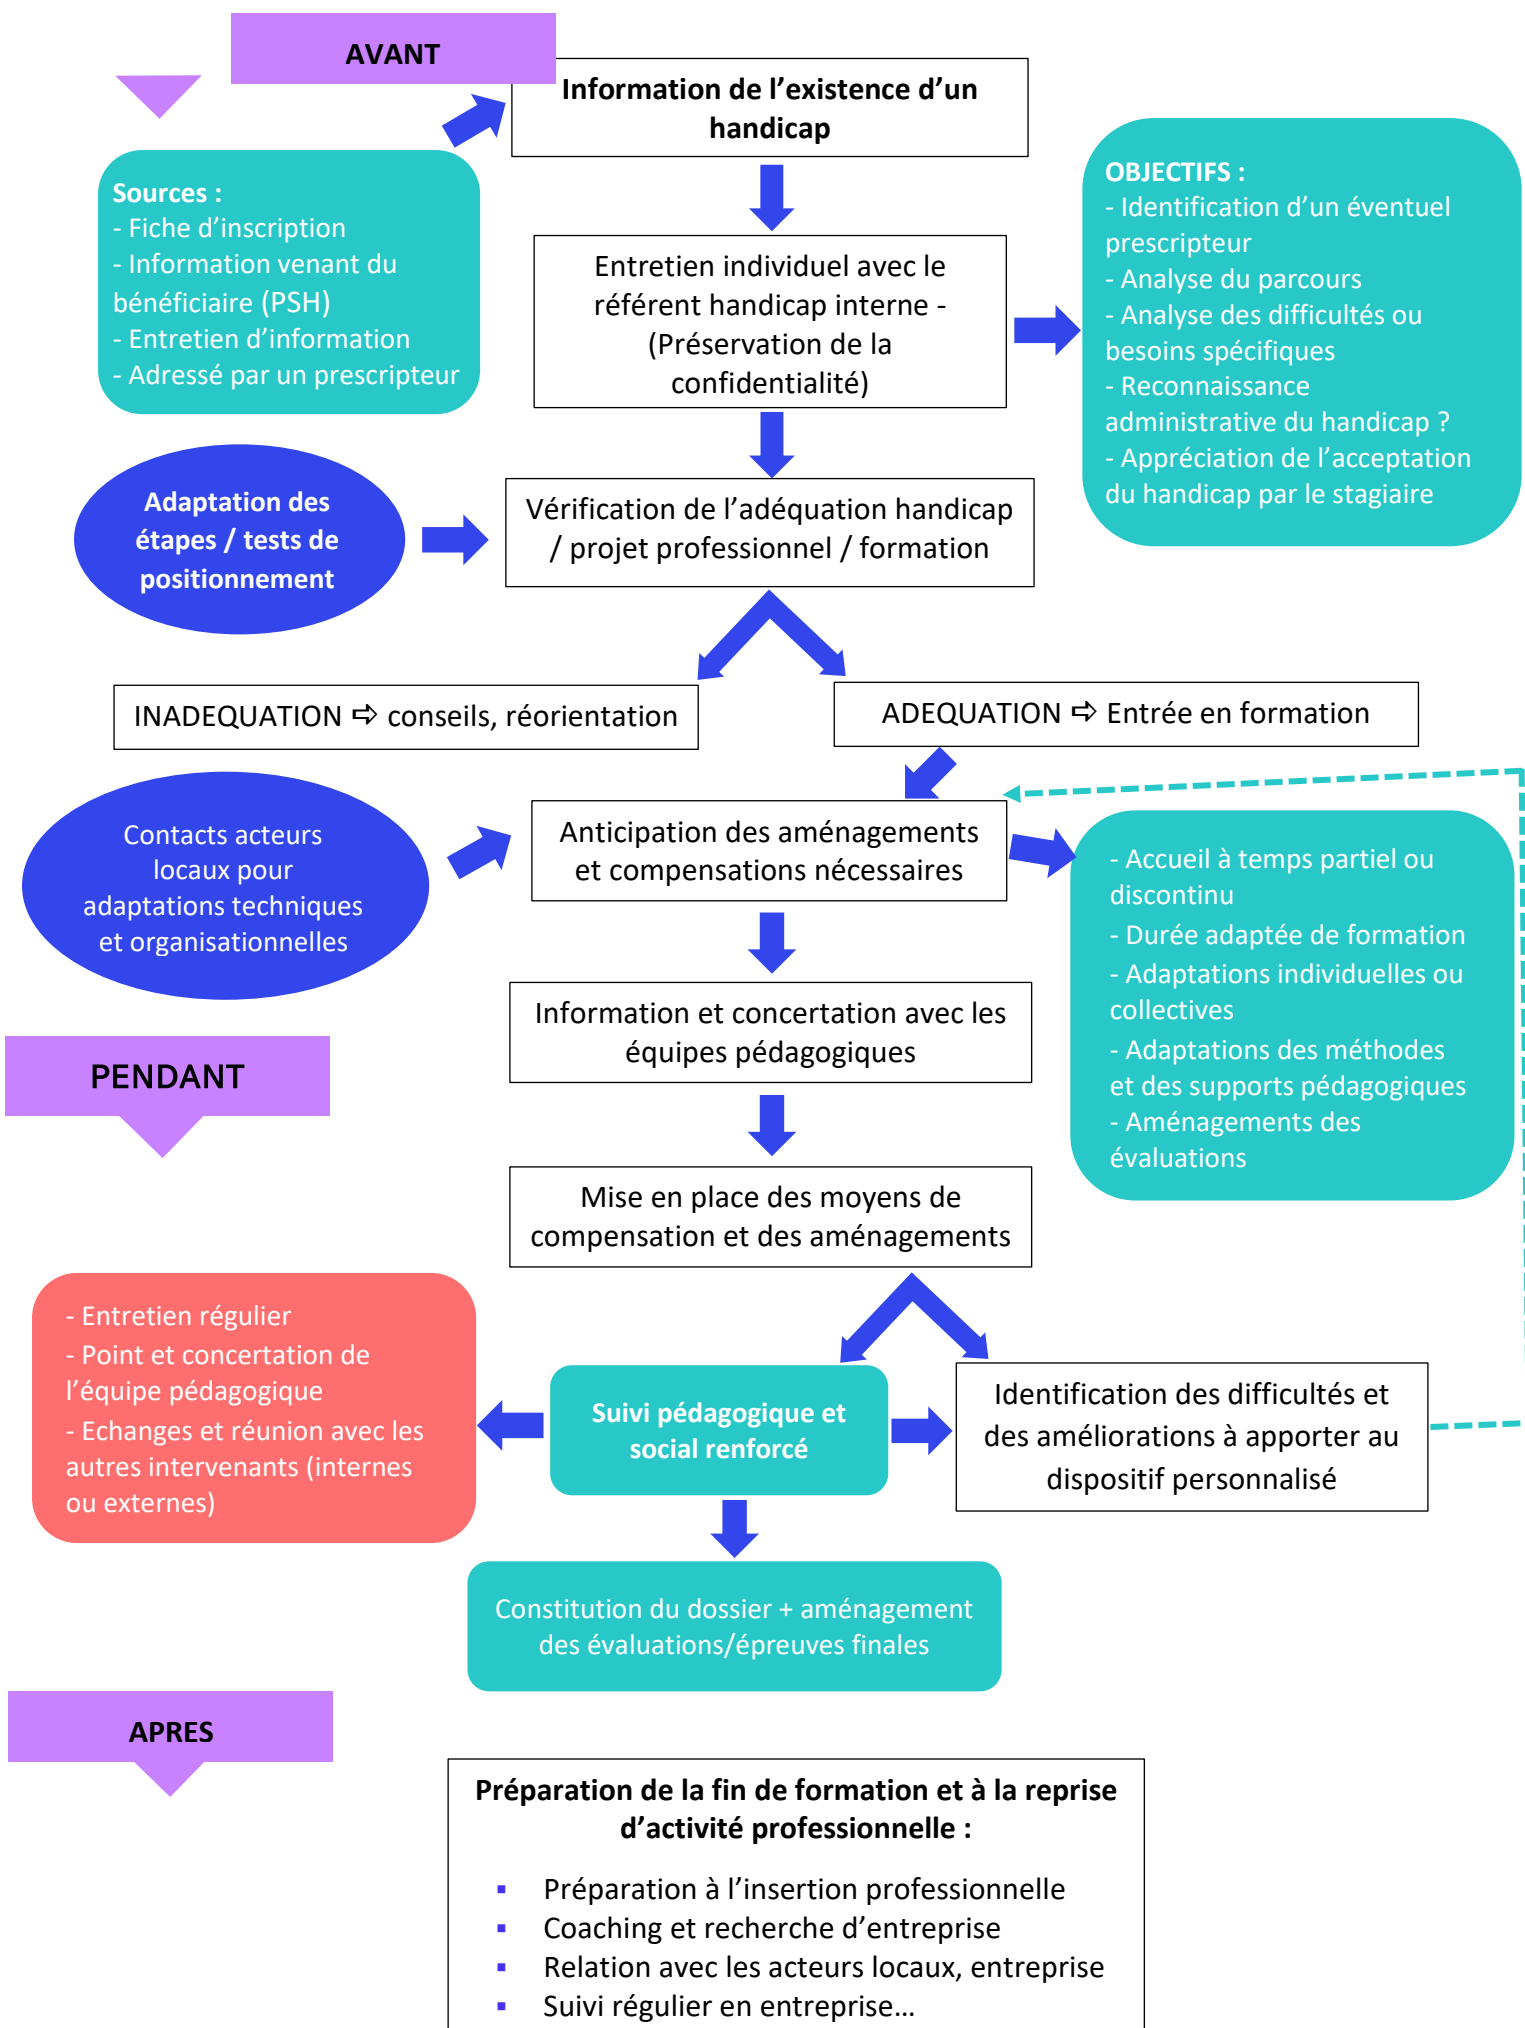 AVANT
Information de l’existence d’un
handicap
Sources :
- Fiche d’inscription
- Information venant du
bénéficiaire (PSH)
- Entretien d’information
- Adressé par un prescripteur
Entretien individuel avec le
référent handicap interne -
(Préservation de la
confidentialité)
OBJECTIFS :
- Identification d’un éventuel
prescripteur
- Analyse du parcours
- Analyse des difficultés ou
besoins spécifiques
- Reconnaissance
administrative du handicap ?
- Appréciation de l’acceptation
du handicap par le stagiaire
Adaptation des
étapes / tests de
positionnement
Vérification de l’adéquation handicap
/ projet professionnel / formation
INADEQUATION ⇨ conseils, réorientation
ADEQUATION ⇨ Entrée en formation
Contacts acteurs
locaux pour
adaptations techniques
et organisationnelles
Anticipation des aménagements
et compensations nécessaires
- Accueil à temps partiel ou
discontinu
- Durée adaptée de formation
- Adaptations individuelles ou
collectives
- Adaptations des méthodes
et des supports pédagogiques
- Aménagements des
évaluations
Information et concertation avec les
équipes pédagogiques
PENDANT
Mise en place des moyens de
compensation et des aménagements
- Entretien régulier
- Point et concertation de
l’équipe pédagogique
- Echanges et réunion avec les
autres intervenants (internes
ou externes)
Suivi pédagogique et
social renforcé
Identification des difficultés et
des améliorations à apporter au
dispositif personnalisé
Constitution du dossier + aménagement
des évaluations/épreuves finales
APRES
Préparation de la fin de formation et à la reprise
d’activité professionnelle :
▪ Préparation à l’insertion professionnelle
▪ Coaching et recherche d’entreprise
▪ Relation avec les acteurs locaux, entreprise
▪ Suivi régulier en entreprise…